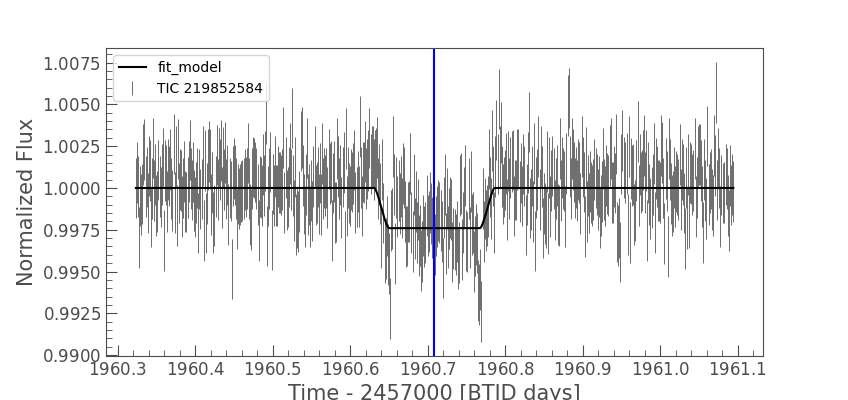 1.0075
1.0050
1.0025
1.0000
0.9975
0.9950
0.9925
0.9900
Normalized Flux
fit_model
TIC 219852584
1960.3 1960.4 1960.5 1960.6 1960.7 1960.8 1960.9 1961.0 1961.1
Time - 2457000 [BTJD days]